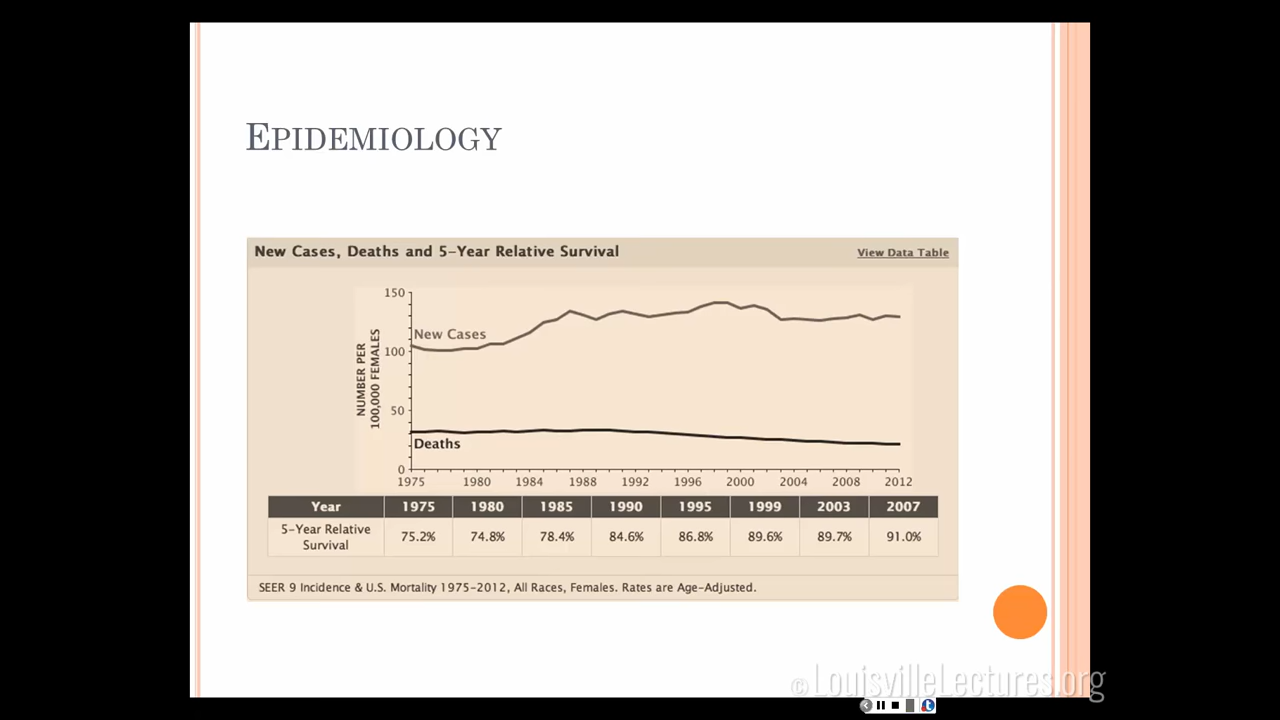 EPIDEMIOLOGY
New Cases, Deaths and 5-Year Relative Survival
View Data Table
NUMBER PER
100,000 FEMALES
150
100
50
0
New Cases
Deaths
1975 1980 1984 1988 1992 1996 2000 2004 2008 2012
Year 1975 1980 1985 1990 1995 1999 2003 2007
5-Year Relative
Survival
75.2% 74.8% 78.4% 84.6% 86.8% 89.6% 89.7% 91.0%
SEER 9 Incidence & U.S. Mortality 1975-2012, All Races, Females. Rates are Age-Adjusted.
© LouisvilleLectures.org